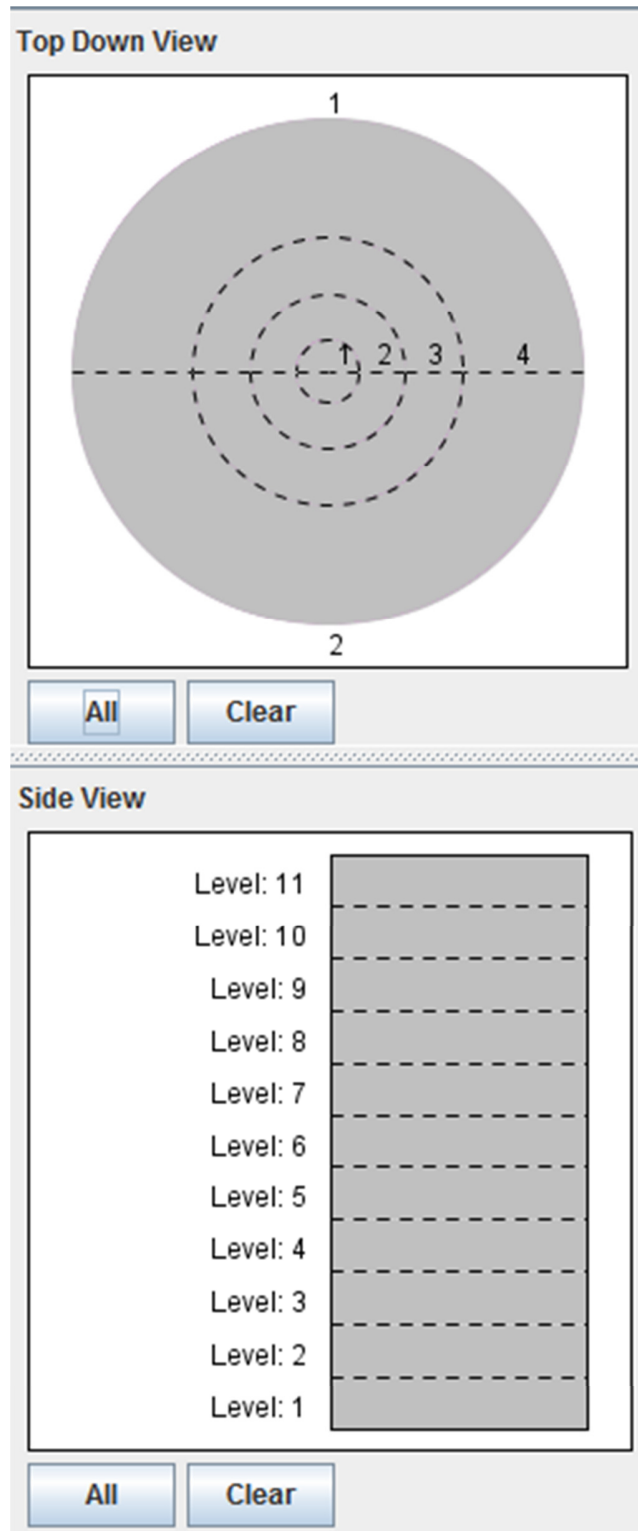 Top Down View
1
↑ 2 3 4
2
All Clear
Side View
Level: 11
Level: 10
Level: 9
Level: 8
Level: 7
Level: 6
Level: 5
Level: 4
Level: 3
Level: 2
Level: 1
All Clear